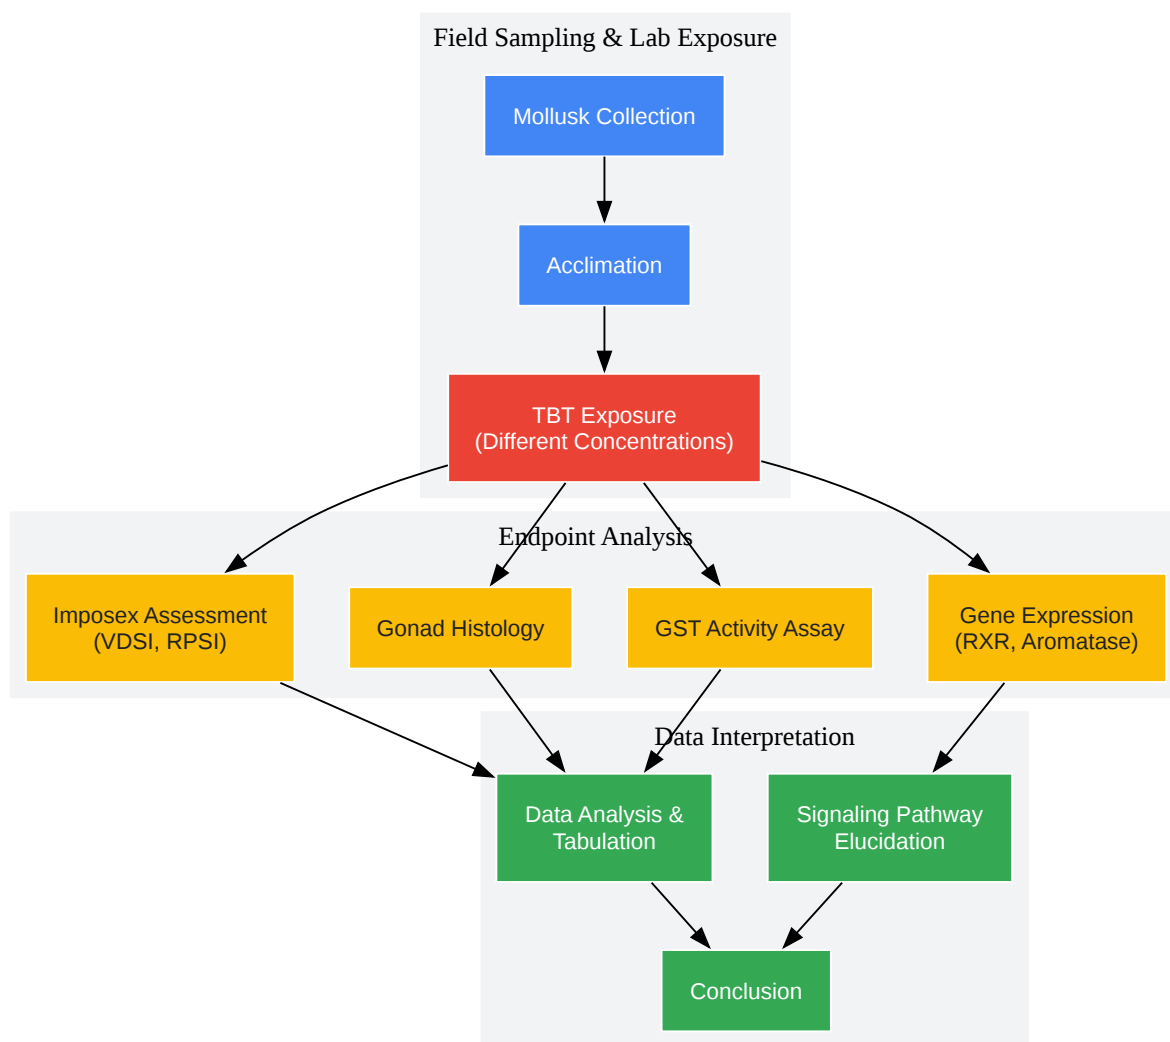 Field Sampling & Lab Exposure
Mollusk Collection
Acclimation
TBT Exposure
(Different Concentrations)
Endpoint Analysis
Imposex Assessment
(VDSI, RPSI)
Gonad Histology
GST Activity Assay
Gene Expression
(RXR, Aromatase)
Data Interpretation
Data Analysis &
Tabulation
Signaling Pathway
Elucidation
Conclusion